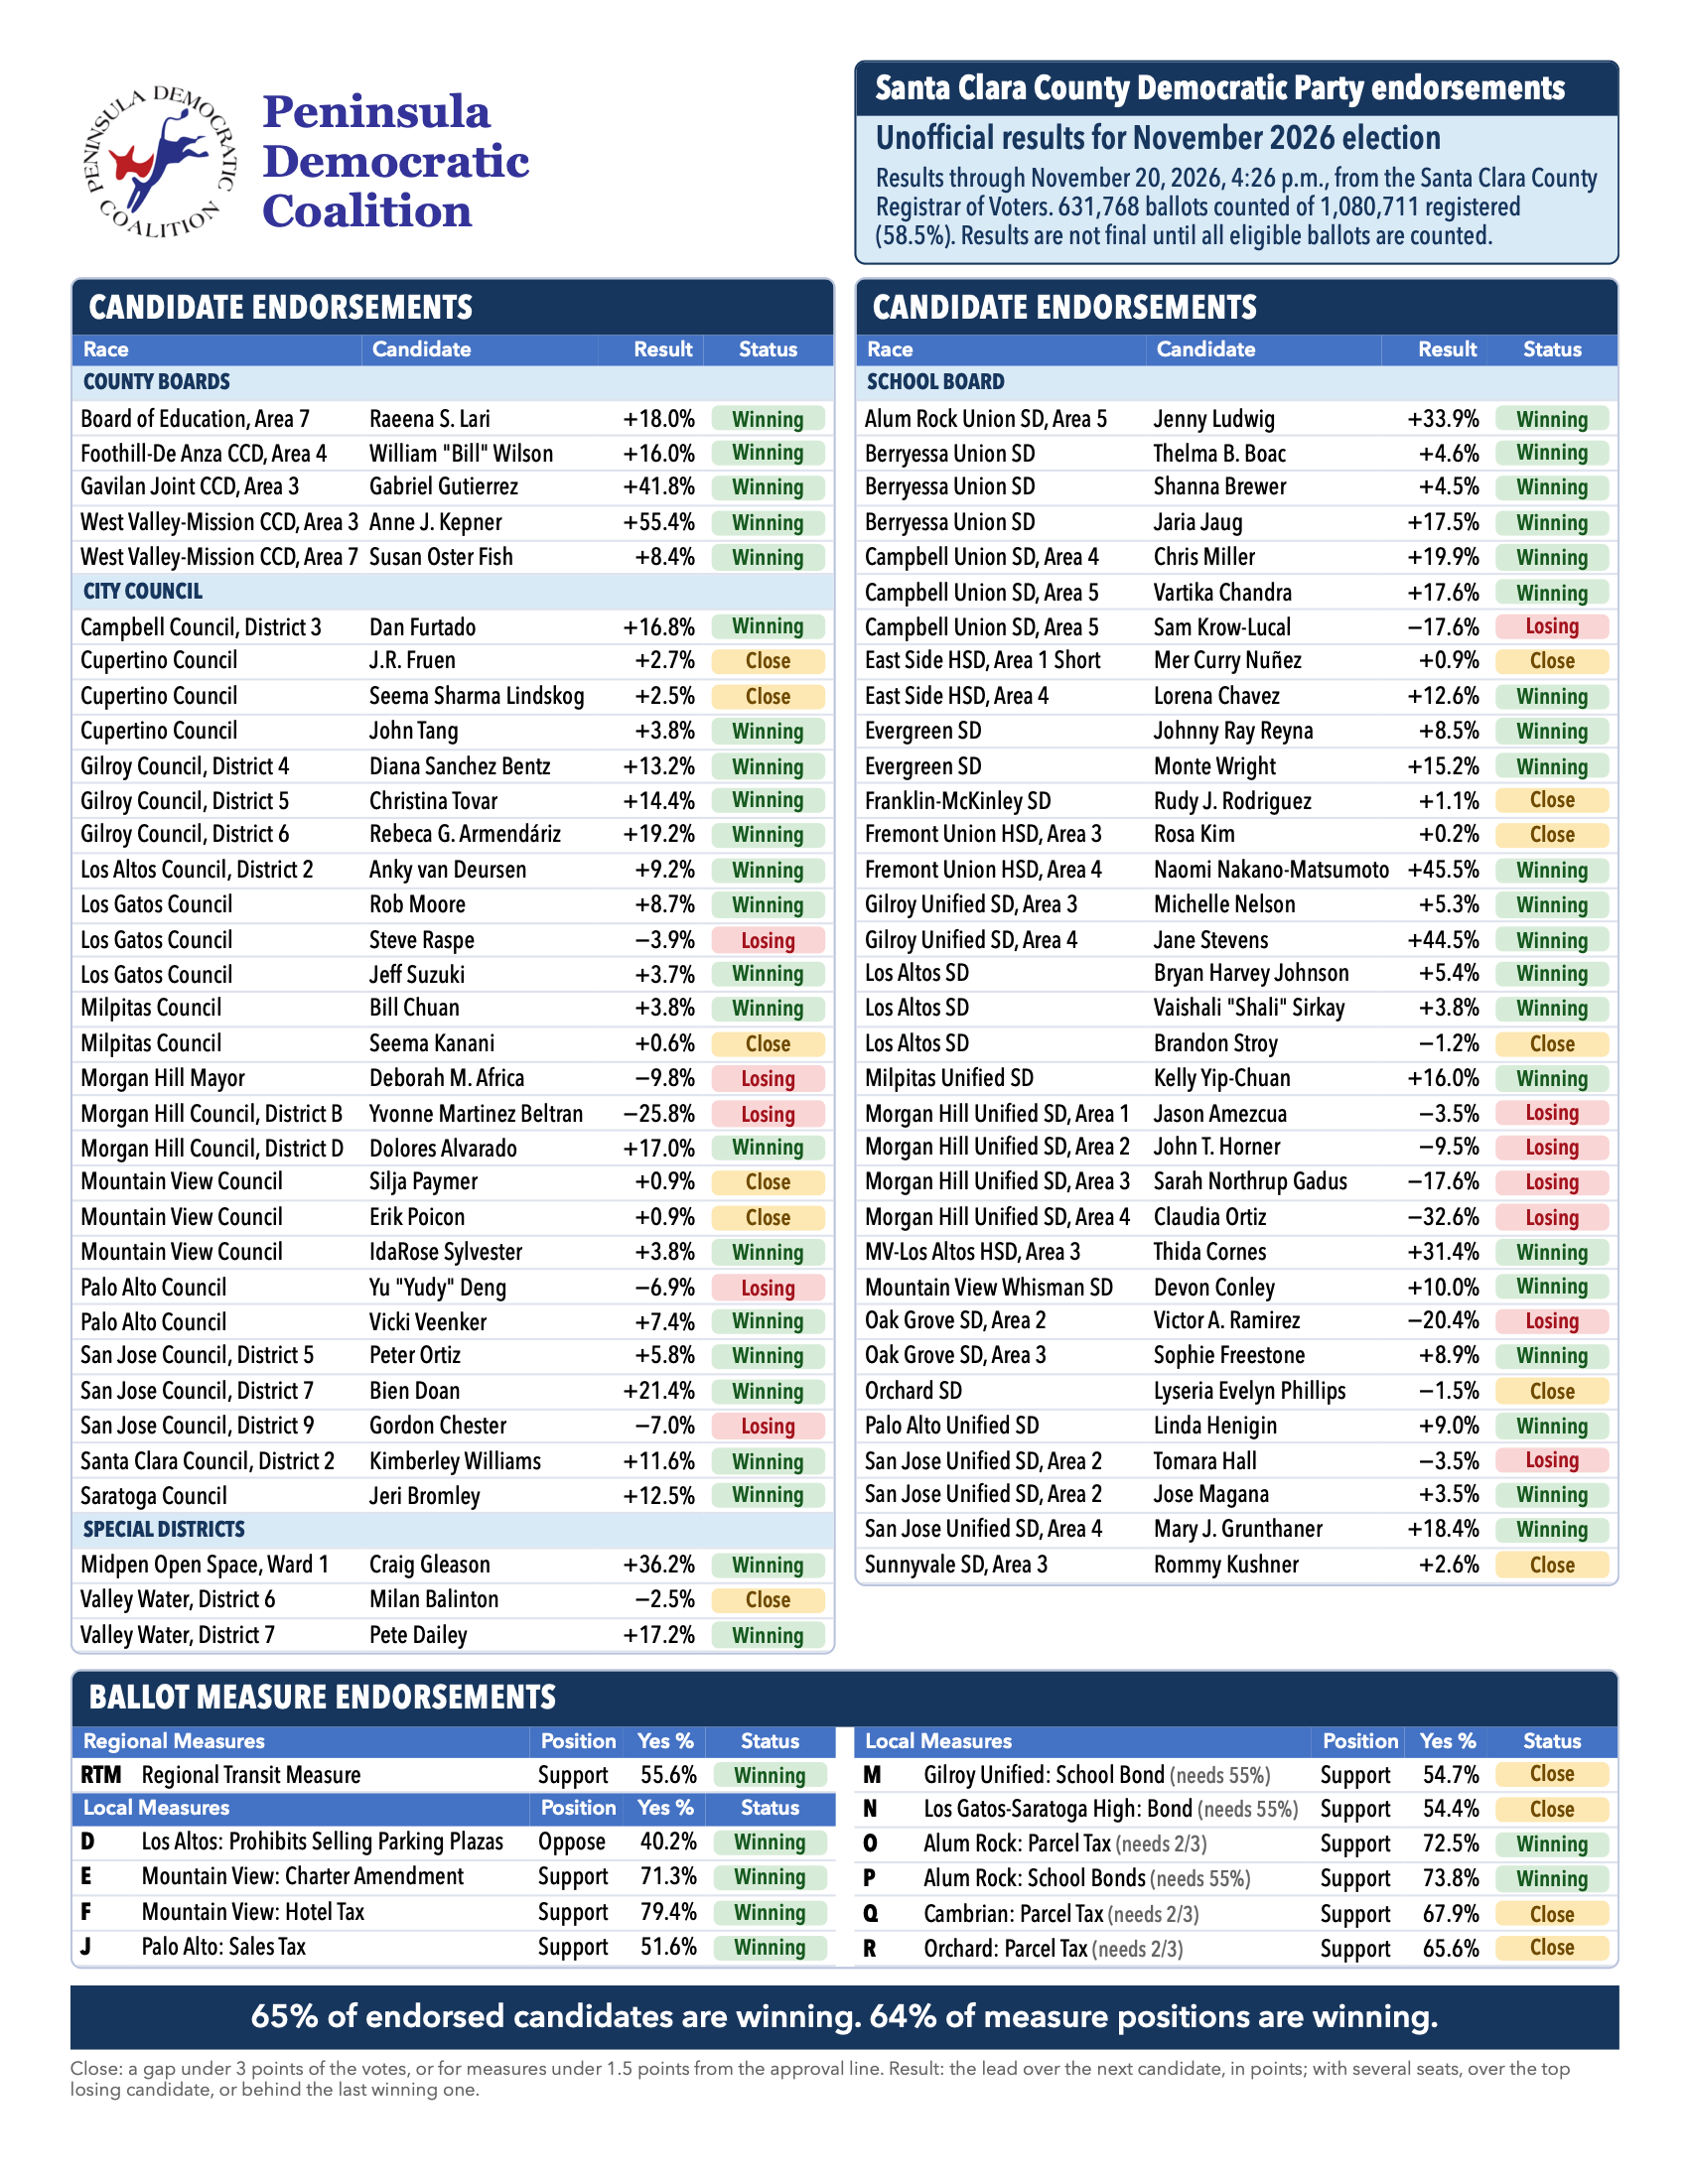 PENINSULA DEMOCRATIC COALITION
Peninsula
Democratic
Coalition
Santa Clara County Democratic Party endorsements
Unofficial results for November 2026 election
Results through November 20, 2026, 4:26 p.m., from the Santa Clara County
Registrar of Voters. 631,768 ballots counted of 1,080,711 registered
(58.5%). Results are not final until all eligible ballots are counted.
CANDIDATE ENDORSEMENTS
Race Candidate Result Status
COUNTY BOARDS
Board of Education, Area 7 Raeena S. Lari +18.0% Winning
Foothill-De Anza CCD, Area 4 William "Bill" Wilson +16.0% Winning
Gavilan Joint CCD, Area 3 Gabriel Gutierrez +41.8% Winning
West Valley-Mission CCD, Area 3 Anne J. Kepner +55.4% Winning
West Valley-Mission CCD, Area 7 Susan Oster Fish +8.4% Winning
CITY COUNCIL
Campbell Council, District 3 Dan Furtado +16.8% Winning
Cupertino Council J.R. Fruen +2.7% Close
Cupertino Council Seema Sharma Lindskog +2.5% Close
Cupertino Council John Tang +3.8% Winning
Gilroy Council, District 4 Diana Sanchez Bentz +13.2% Winning
Gilroy Council, District 5 Christina Tovar +14.4% Winning
Gilroy Council, District 6 Rebeca G. Armendáriz +19.2% Winning
Los Altos Council, District 2 Anky van Deursen +9.2% Winning
Los Gatos Council Rob Moore +8.7% Winning
Los Gatos Council Steve Raspe −3.9% Losing
Los Gatos Council Jeff Suzuki +3.7% Winning
Milpitas Council Bill Chuan +3.8% Winning
Milpitas Council Seema Kanani +0.6% Close
Morgan Hill Mayor Deborah M. Africa −9.8% Losing
Morgan Hill Council, District B Yvonne Martinez Beltran −25.8% Losing
Morgan Hill Council, District D Dolores Alvarado +17.0% Winning
Mountain View Council Silja Paymer +0.9% Close
Mountain View Council Erik Poicon +0.9% Close
Mountain View Council IdaRose Sylvester +3.8% Winning
Palo Alto Council Yu "Yudy" Deng −6.9% Losing
Palo Alto Council Vicki Veenker +7.4% Winning
San Jose Council, District 5 Peter Ortiz +5.8% Winning
San Jose Council, District 7 Bien Doan +21.4% Winning
San Jose Council, District 9 Gordon Chester −7.0% Losing
Santa Clara Council, District 2 Kimberley Williams +11.6% Winning
Saratoga Council Jeri Bromley +12.5% Winning
SPECIAL DISTRICTS
Midpen Open Space, Ward 1 Craig Gleason +36.2% Winning
Valley Water, District 6 Milan Balinton −2.5% Close
Valley Water, District 7 Pete Dailey +17.2% Winning
CANDIDATE ENDORSEMENTS
Race Candidate Result Status
SCHOOL BOARD
Alum Rock Union SD, Area 5 Jenny Ludwig +33.9% Winning
Berryessa Union SD Thelma B. Boac +4.6% Winning
Berryessa Union SD Shanna Brewer +4.5% Winning
Berryessa Union SD Jaria Jaug +17.5% Winning
Campbell Union SD, Area 4 Chris Miller +19.9% Winning
Campbell Union SD, Area 5 Vartika Chandra +17.6% Winning
Campbell Union SD, Area 5 Sam Krow-Lucal −17.6% Losing
East Side HSD, Area 1 Short Mer Curry Nuñez +0.9% Close
East Side HSD, Area 4 Lorena Chavez +12.6% Winning
Evergreen SD Johnny Ray Reyna +8.5% Winning
Evergreen SD Monte Wright +15.2% Winning
Franklin-McKinley SD Rudy J. Rodriguez +1.1% Close
Fremont Union HSD, Area 3 Rosa Kim +0.2% Close
Fremont Union HSD, Area 4 Naomi Nakano-Matsumoto +45.5% Winning
Gilroy Unified SD, Area 3 Michelle Nelson +5.3% Winning
Gilroy Unified SD, Area 4 Jane Stevens +44.5% Winning
Los Altos SD Bryan Harvey Johnson +5.4% Winning
Los Altos SD Vaishali "Shali" Sirkay +3.8% Winning
Los Altos SD Brandon Stroy −1.2% Close
Milpitas Unified SD Kelly Yip-Chuan +16.0% Winning
Morgan Hill Unified SD, Area 1 Jason Amezcua −3.5% Losing
Morgan Hill Unified SD, Area 2 John T. Horner −9.5% Losing
Morgan Hill Unified SD, Area 3 Sarah Northrup Gadus −17.6% Losing
Morgan Hill Unified SD, Area 4 Claudia Ortiz −32.6% Losing
MV-Los Altos HSD, Area 3 Thida Cornes +31.4% Winning
Mountain View Whisman SD Devon Conley +10.0% Winning
Oak Grove SD, Area 2 Victor A. Ramirez −20.4% Losing
Oak Grove SD, Area 3 Sophie Freestone +8.9% Winning
Orchard SD Lyseria Evelyn Phillips −1.5% Close
Palo Alto Unified SD Linda Henigin +9.0% Winning
San Jose Unified SD, Area 2 Tomara Hall −3.5% Losing
San Jose Unified SD, Area 2 Jose Magana +3.5% Winning
San Jose Unified SD, Area 4 Mary J. Grunthaner +18.4% Winning
Sunnyvale SD, Area 3 Rommy Kushner +2.6% Close
BALLOT MEASURE ENDORSEMENTS
Regional Measures Position Yes % Status
RTM Regional Transit Measure Support 55.6% Winning
Local Measures Position Yes % Status
D Los Altos: Prohibits Selling Parking Plazas Oppose 40.2% Winning
E Mountain View: Charter Amendment Support 71.3% Winning
F Mountain View: Hotel Tax Support 79.4% Winning
J Palo Alto: Sales Tax Support 51.6% Winning
Local Measures Position Yes % Status
M Gilroy Unified: School Bond (needs 55%) Support 54.7% Close
N Los Gatos-Saratoga High: Bond (needs 55%) Support 54.4% Close
O Alum Rock: Parcel Tax (needs 2/3) Support 72.5% Winning
P Alum Rock: School Bonds (needs 55%) Support 73.8% Winning
Q Cambrian: Parcel Tax (needs 2/3) Support 67.9% Close
R Orchard: Parcel Tax (needs 2/3) Support 65.6% Close
65% of endorsed candidates are winning. 64% of measure positions are winning.
Close: a gap under 3 points of the votes, or for measures under 1.5 points from the approval line. Result: the lead over the next candidate, in points; with several seats, over the top
losing candidate, or behind the last winning one.